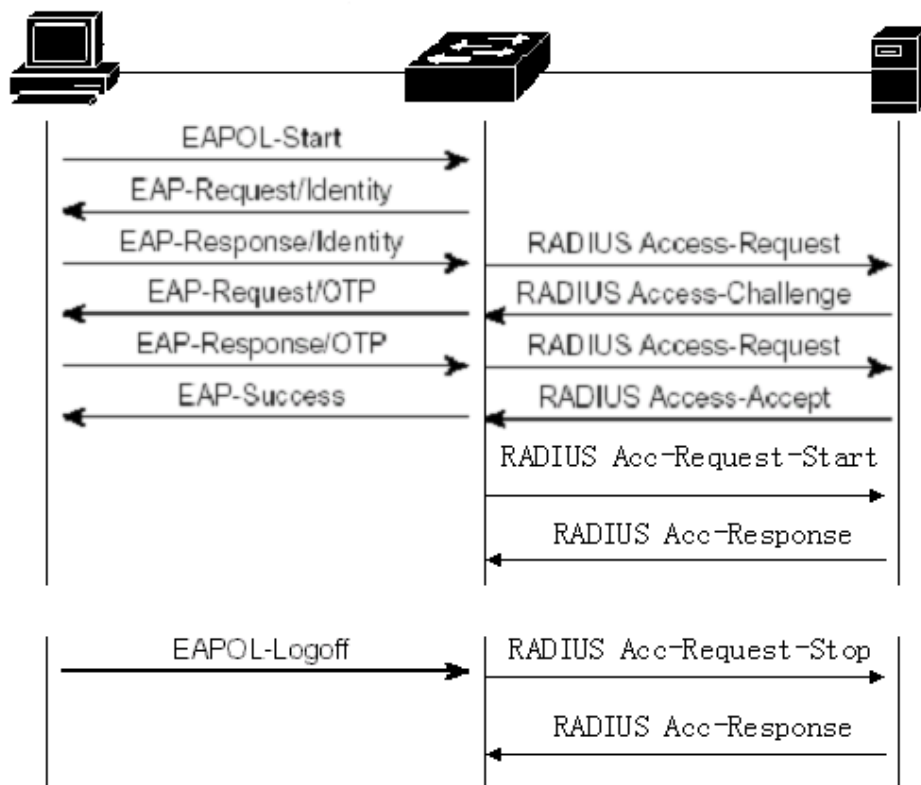 EAPOL-Start
EAP-Request/Identity
EAP-Response/Identity RADIUS Access-Request
EAP-Request/OTP RADIUS Access-Challenge
EAP-Response/OTP RADIUS Access-Request
EAP-Success RADIUS Access-Accept
RADIUS Acc-Request-Start
RADIUS Acc-Response
EAPOL-Logoff RADIUS Acc-Request-Stop
RADIUS Acc-Response